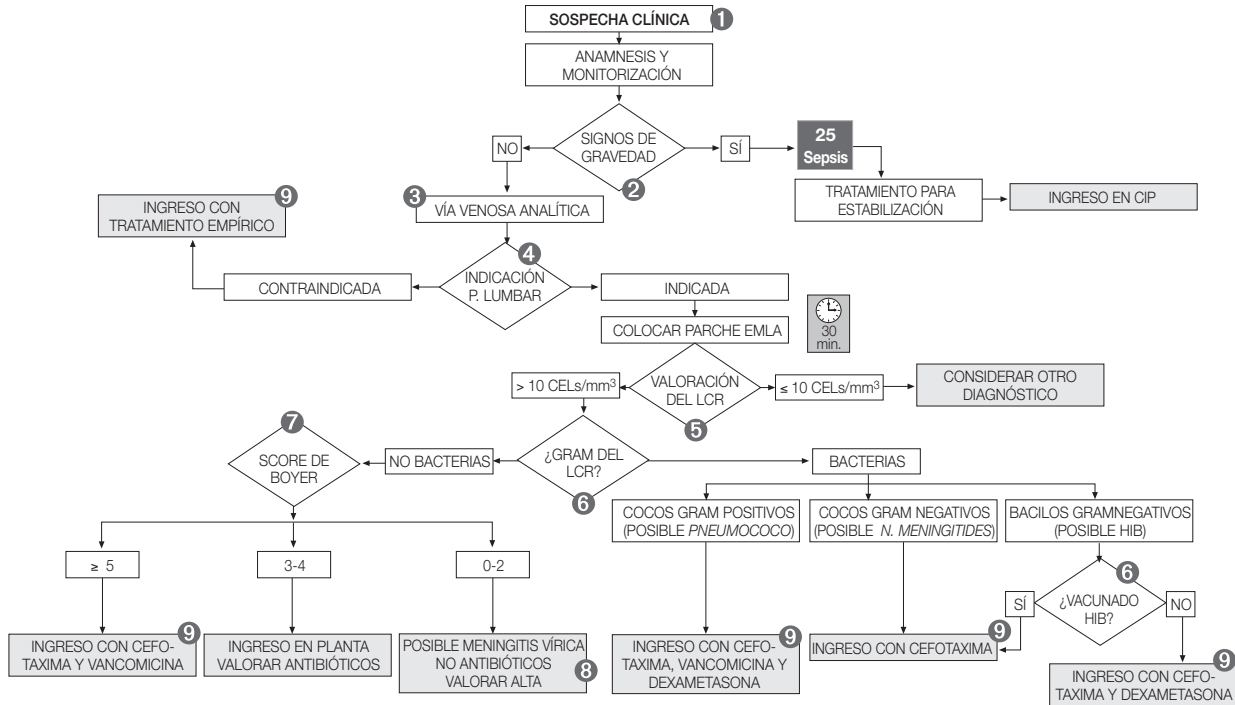 SOSPECHA CLÍNICA 1
ANAMNESIS Y
MONITORIZACIÓN
SIGNOS DE
GRAVEDAD
2
NO
SÍ
25
Sepsis
TRATAMIENTO PARA
ESTABILIZACIÓN
INGRESO EN CIP
3
VÍA VENOSA ANALÍTICA
9
INGRESO CON
TRATAMIENTO EMPÍRICO
4
INDICACIÓN
P. LUMBAR
CONTRAINDICADA
INDICADA
COLOCAR PARCHE EMLA
30
min.
VALORACIÓN
DEL LCR
5
> 10 CELs/mm³
≤ 10 CELs/mm³
CONSIDERAR OTRO
DIAGNÓSTICO
¿GRAM DEL
LCR?
6
NO BACTERIAS
BACTERIAS
7
SCORE DE
BOYER
≥ 5
3-4
0-2
INGRESO CON CEFO-
TAXIMA Y VANCOMICINA
9
INGRESO EN PLANTA
VALORAR ANTIBIÓTICOS
POSIBLE MENINGITIS VÍRICA
NO ANTIBIÓTICOS
VALORAR ALTA
8
COCOS GRAM POSITIVOS
(POSIBLE PNEUMOCOCO)
COCOS GRAM NEGATIVOS
(POSIBLE N. MENINGITIDES)
BACILOS GRAMNEGATIVOS
(POSIBLE HIB)
6
¿VACUNADO
HIB?
SÍ
NO
INGRESO CON CEFO-
TAXIMA, VANCOMICINA Y
DEXAMETASONA
9
INGRESO CON CEFOTAXIMA
9
INGRESO CON CEFO-
TAXIMA Y DEXAMETASONA
9